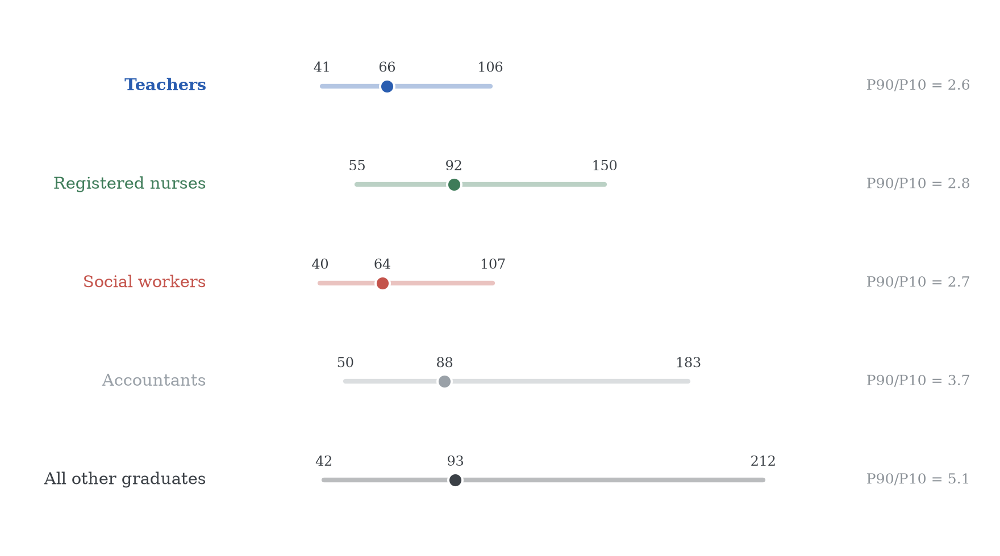 41 66 106
Teachers P90/P10 = 2.6
55 92 150
Registered nurses P90/P10 = 2.8
40 64 107
Social workers P90/P10 = 2.7
50 88 183
Accountants P90/P10 = 3.7
42 93 212
All other graduates P90/P10 = 5.1